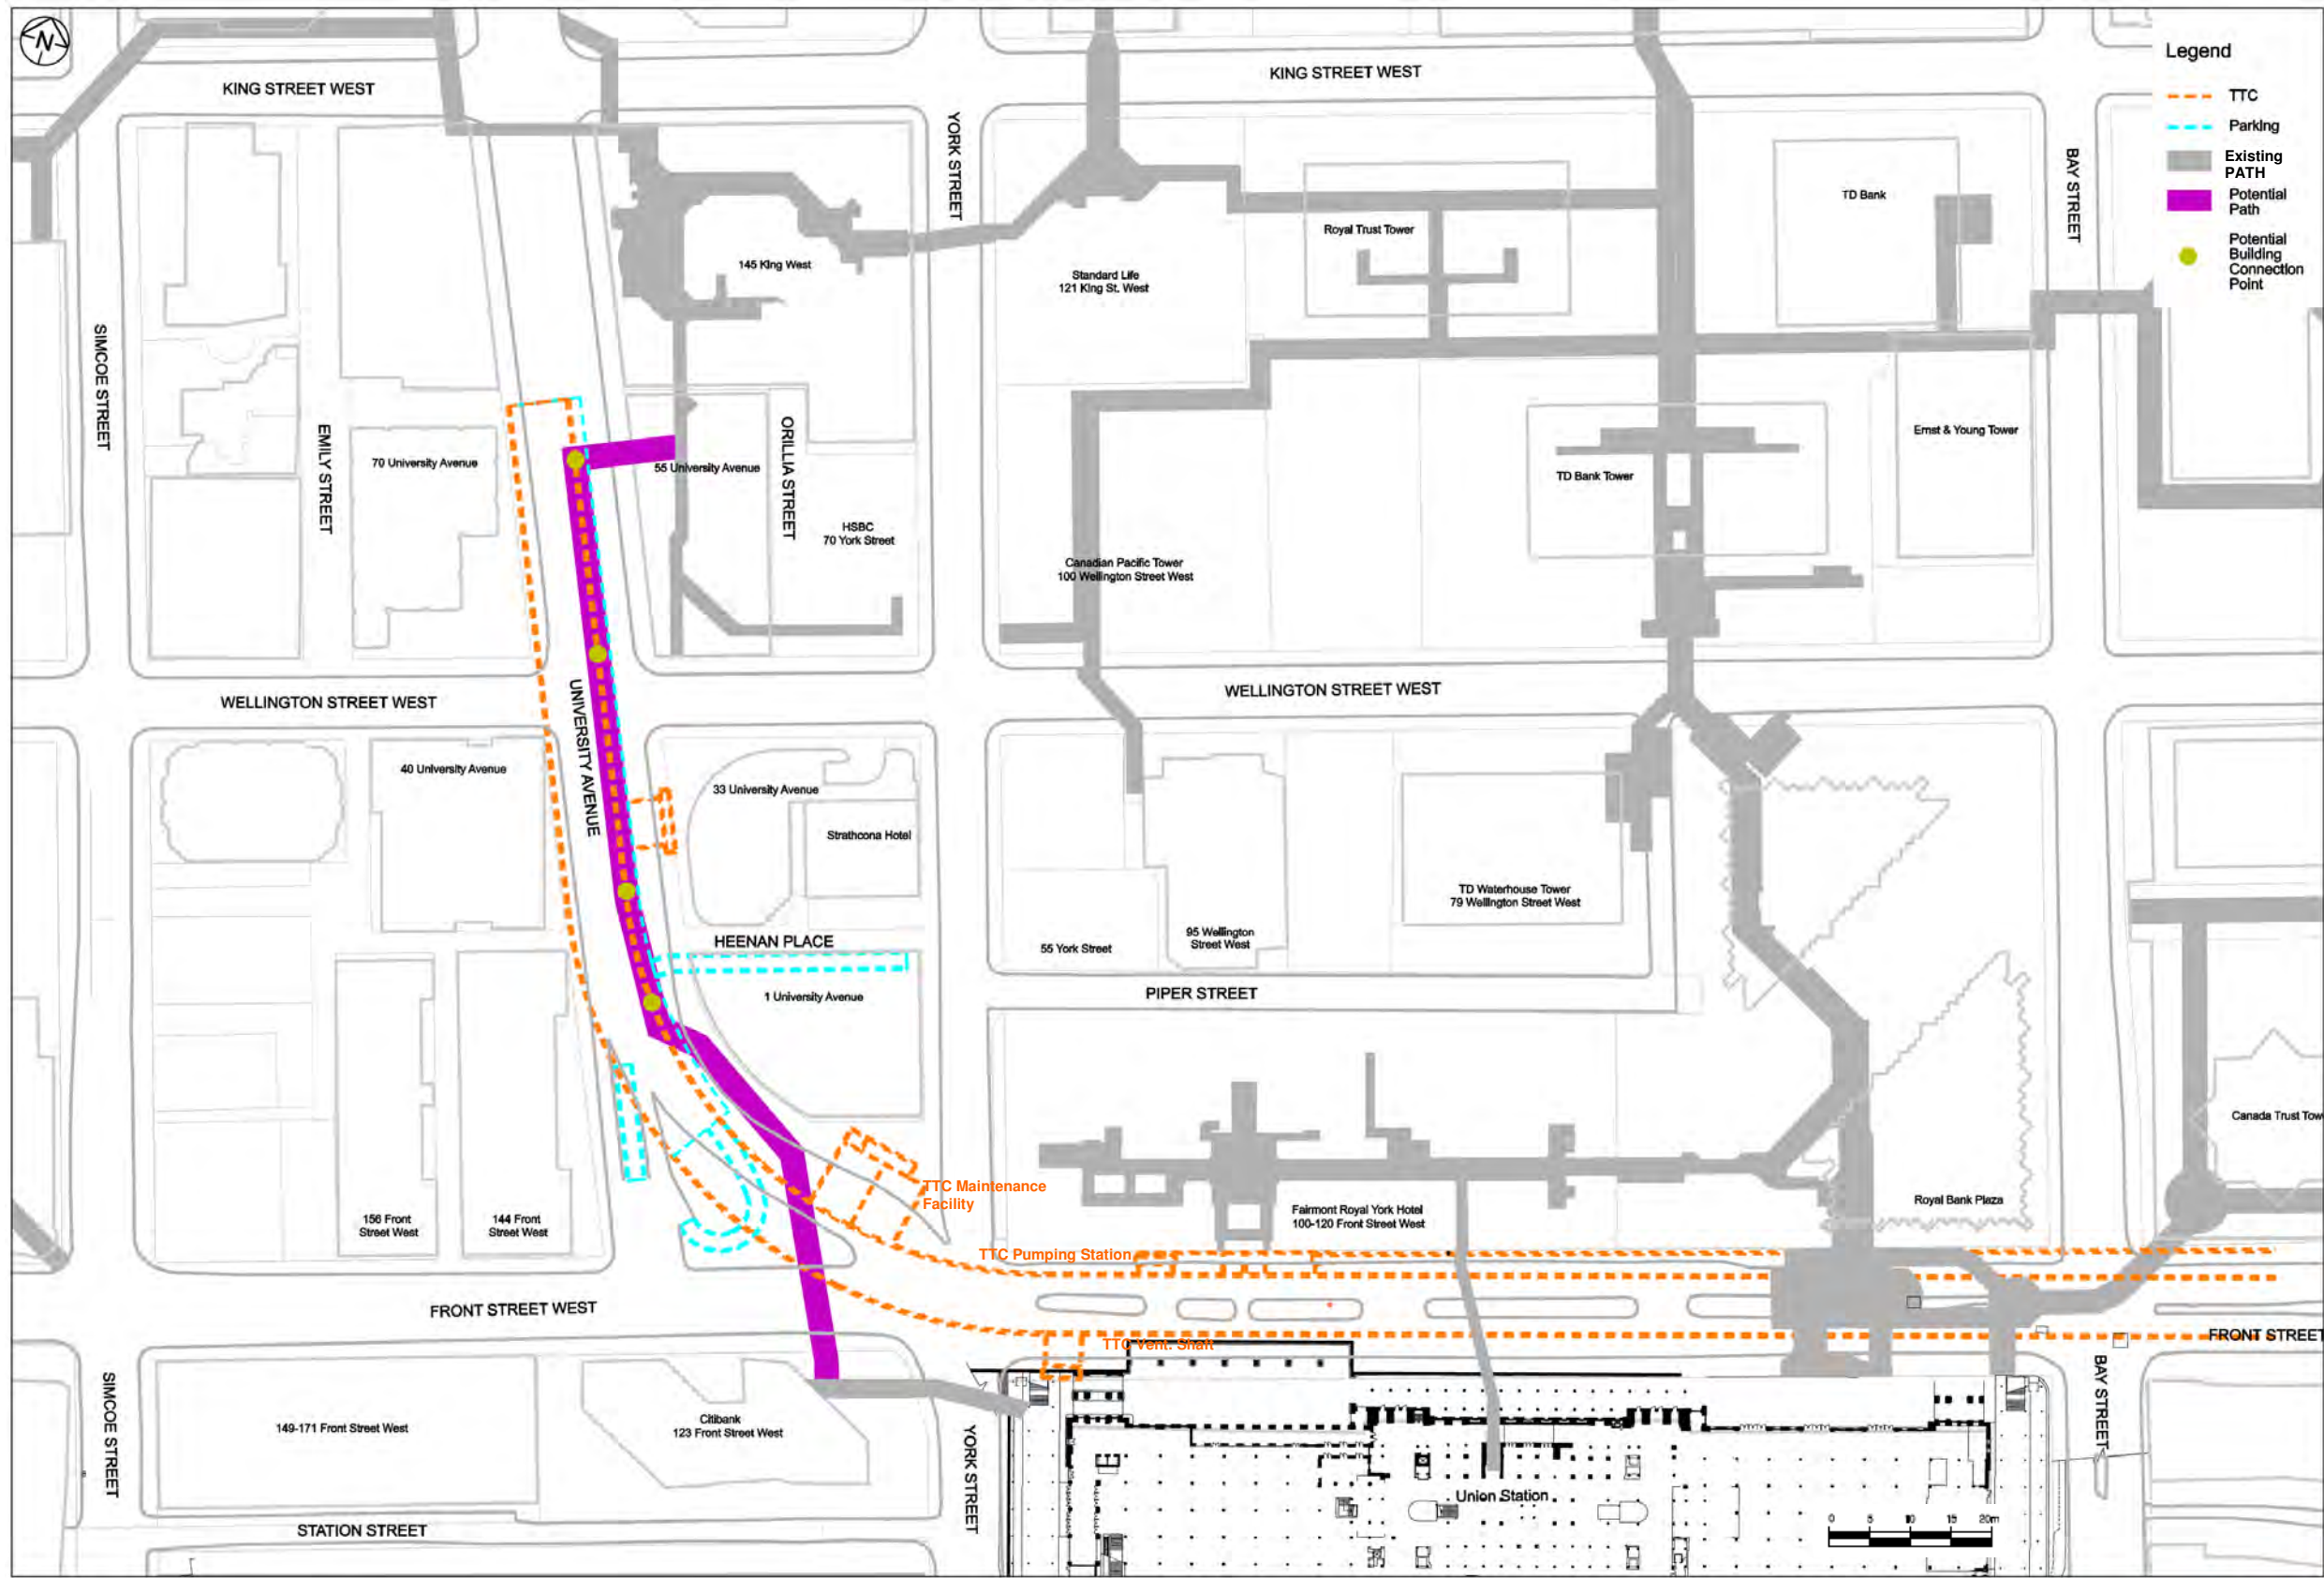 N
KING STREET WEST
KING STREET WEST
Legend
TTC
Parking
Existing
PATH
Potential
Path
Potential
Building
Connection
Point
YORK STREET
BAY STREET
TD Bank
Royal Trust Tower
145 King West
Standard Life
121 King St. West
SIMCOE STREET
EMILY STREET
70 University Avenue
55 University Avenue
ORILLIA STREET
HSBC
70 York Street
Ernst & Young Tower
TD Bank Tower
Canadian Pacific Tower
100 Wellington Street West
WELLINGTON STREET WEST
UNIVERSITY AVENUE
WELLINGTON STREET WEST
40 University Avenue
33 University Avenue
Strathcona Hotel
TD Waterhouse Tower
79 Wellington Street West
HEENAN PLACE
55 York Street
95 Wellington
Street West
1 University Avenue
PIPER STREET
Canada Trust Tow
TTC Maintenance
Facility
Royal Bank Plaza
156 Front
Street West
144 Front
Street West
Fairmont Royal York Hotel
100-120 Front Street West
TTC Pumping Station
FRONT STREET WEST
TTC Vent. Shaft
FRONT STREET
SIMCOE STREET
149-171 Front Street West
Citibank
123 Front Street West
YORK STREET
BAY STREET
Union Station
STATION STREET
0 5 10 15 20m